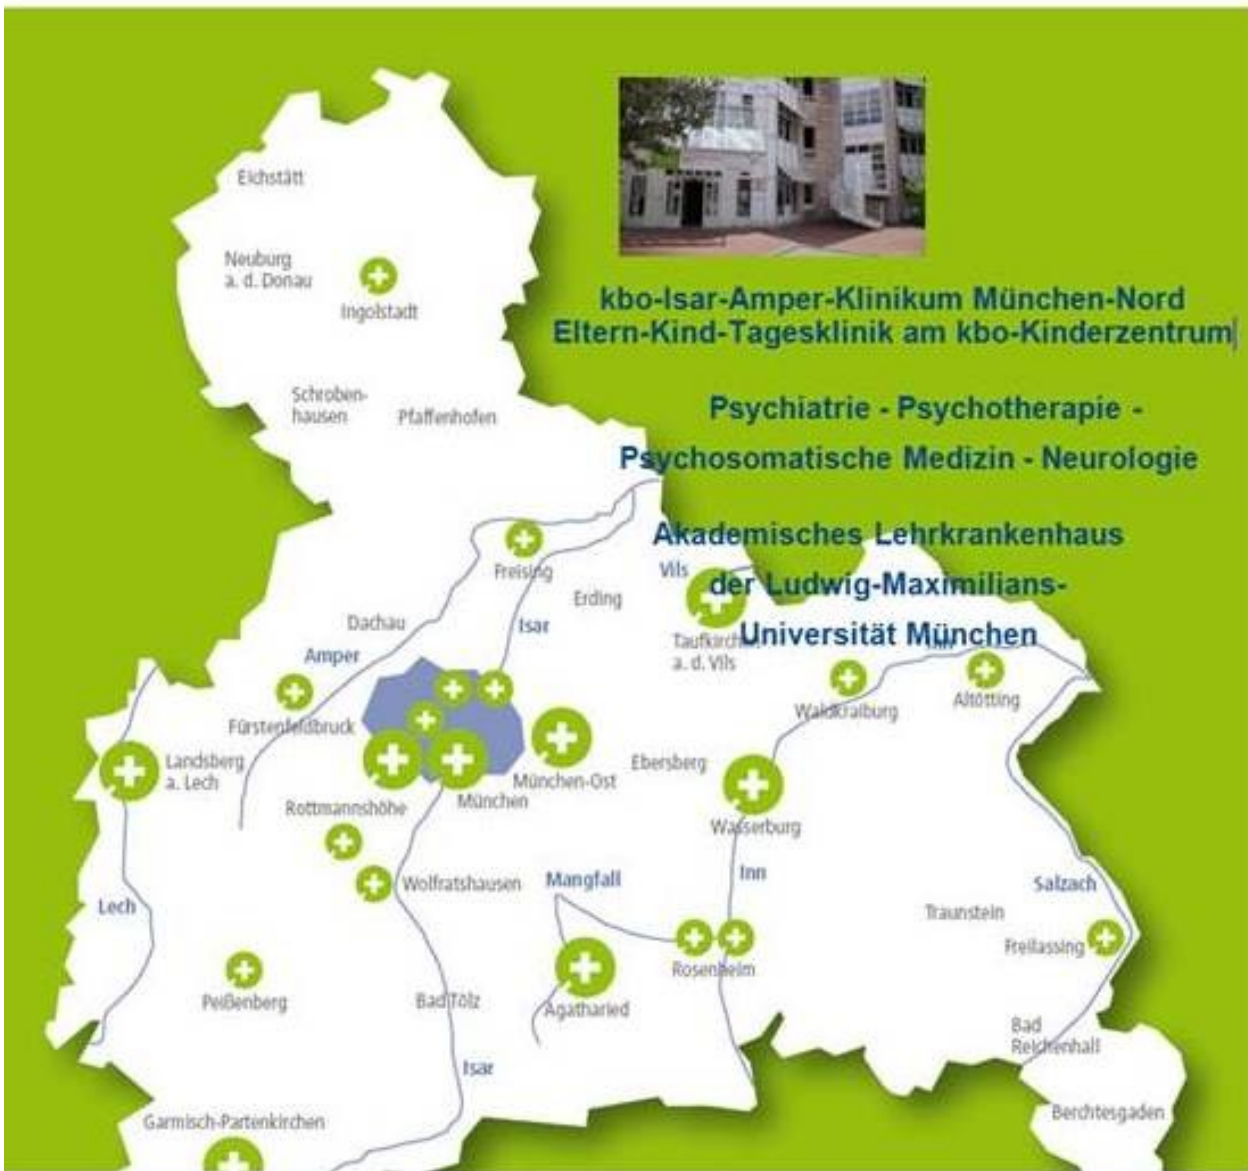 Eichstätt
Neuburg
a. d. Donau
Ingolstadt
kbo-Isar-Amper-Klinikum München-Nord
Eltern-Kind-Tagesklinik am kbo-Kinderzentrum
Schroben-
hausen
Pfaffenhofen
Psychiatrie - Psychotherapie -
Psychosomatische Medizin - Neurologie
Akademisches Lehrkrankenhaus
der Ludwig-Maximilians-
Universität München
Freising
Vils
Erding
Isar
Dachau
Amper
Taufkirchen
a. d. Vils
Inn
Waldkraiburg
Altötting
Fürstenfeldbruck
Landsberg
a. Lech
Ebersberg
München-Ost
München
Rottmannshöhe
Wasserburg
Wolfratshausen
Mangfall
Inn
Salzach
Lech
Traunstein
Freilassing
Rosenheim
Peißenberg
Bad Tölz
Agatharied
Bad
Reichenhall
Isar
Berchtesgaden
Garmisch-Partenkirchen